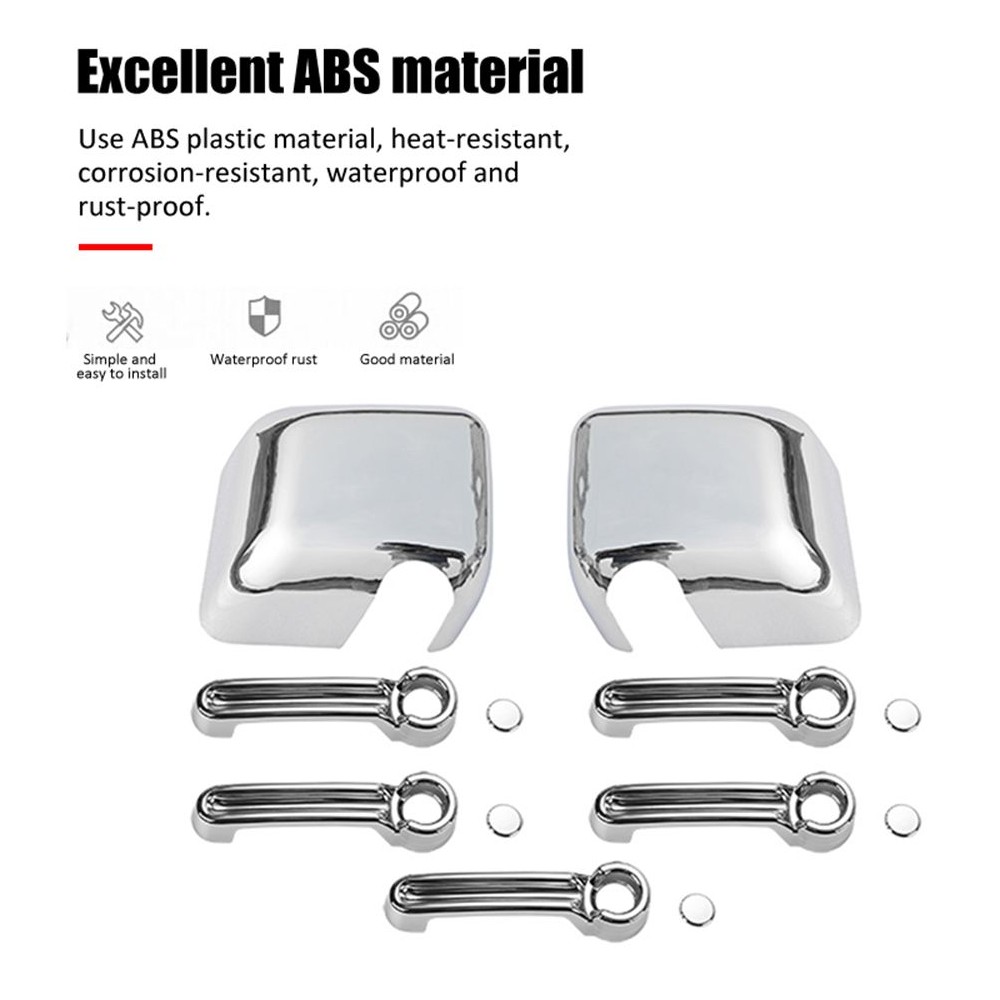 Excellent ABS material
Use ABS plastic material, heat-resistant,
corrosion-resistant, waterproof and
rust-proof.
Simple and
easy to install
Waterproof rust
Good material